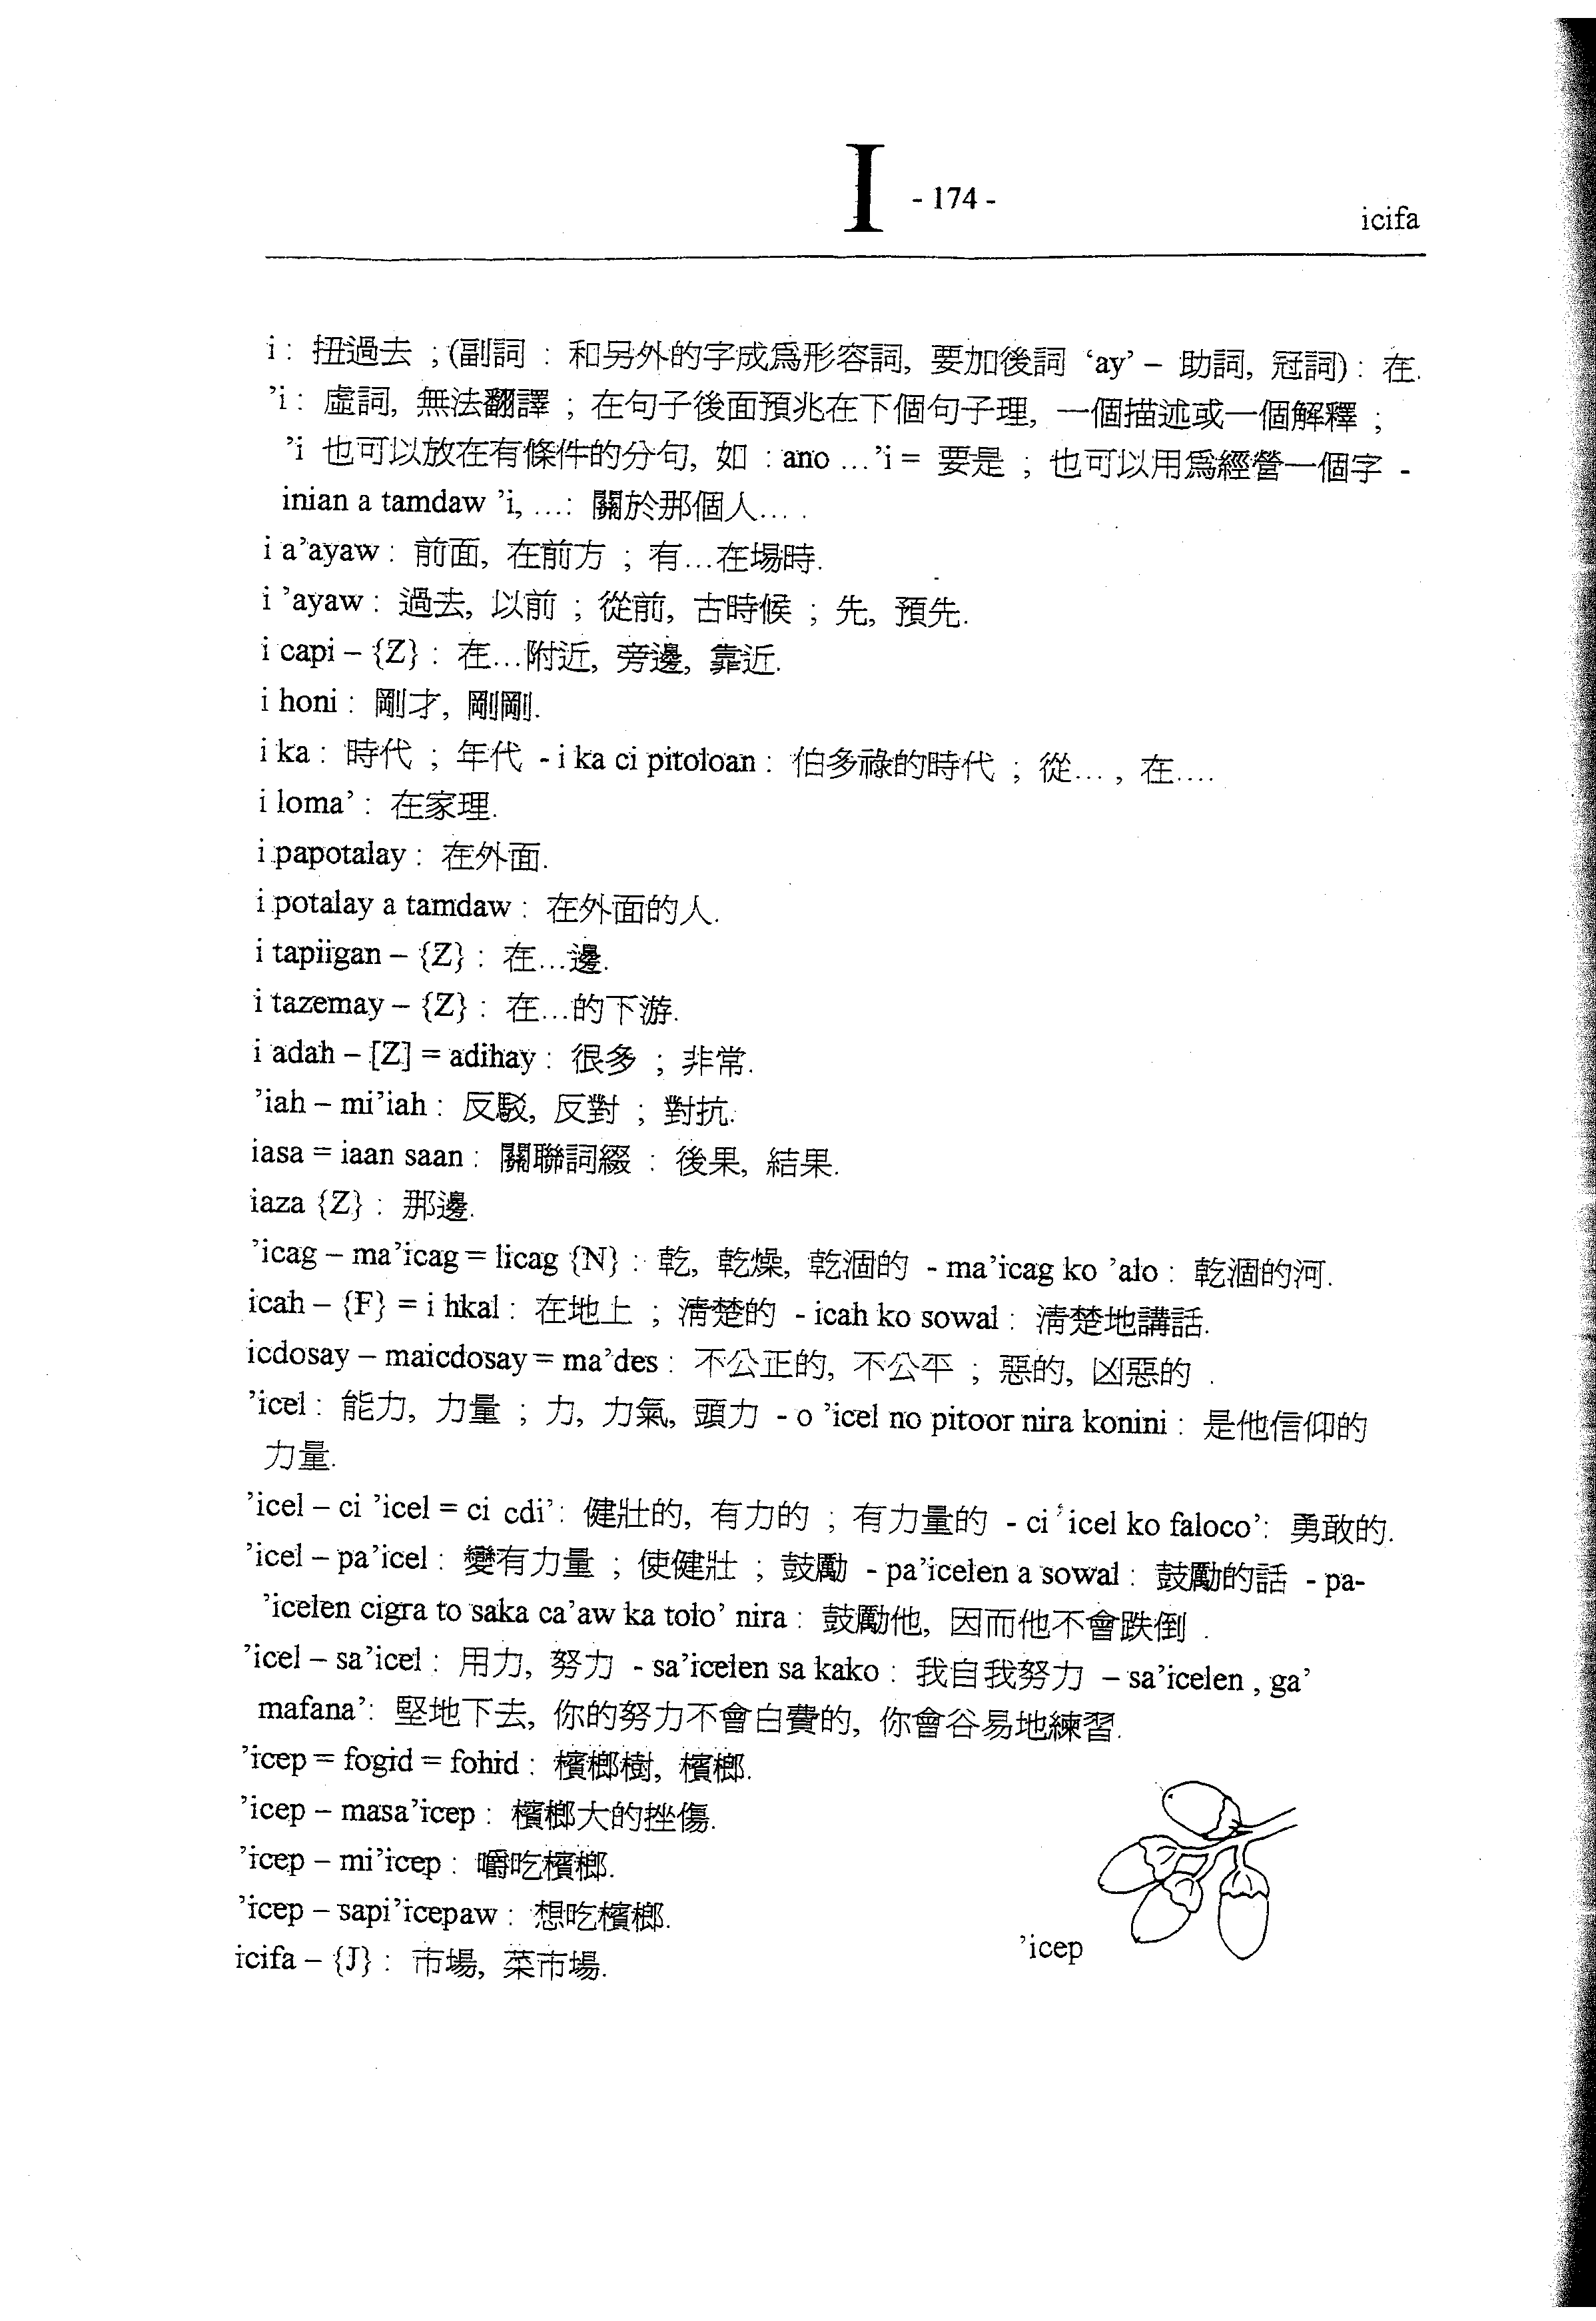 I - 174 -
icifa
i : 扭過去 ; (副詞 : 和另外的字成爲形容詞, 要加後詞 ‘ay’ – 助詞, 冠詞) : 在.
’i : 虛詞, 無法翻譯 ; 在句子後面預兆在下個句子理, 一個描述或一個解釋 ;
’i 也可以放在有條件的分句, 如 : ano …’i = 要是 ; 也可以用爲經營一個字 -
inian a tamdaw ’i, …: 關於那個人… .
i a’ayaw : 前面, 在前方 ; 有…在場時.
i ’ayaw : 過去, 以前 ; 從前, 古時候 ; 先, 預先.
i capi – {Z} : 在…附近, 旁邊, 靠近.
i honi : 剛才, 剛剛.
i ka : 時代 ; 年代 - i ka ci pitoloan : 伯多祿的時代 ; 從… , 在….
i loma’ : 在家理.
i papotalay : 在外面.
i potalay a tamdaw : 在外面的人.
i tapiigan – {Z} : 在…邊.
i tazemay – {Z} : 在…的下游.
i adah – [Z] = adihay : 很多 ; 非常.
’iah – mi’iah : 反駁, 反對 ; 對抗.
iasa = iaan saan : 關聯詞綴 : 後果, 結果.
iaza {Z} : 那邊.
’icag – ma’icag = licag {N} : 乾, 乾燥, 乾涸的 - ma’icag ko ’alo : 乾涸的河.
icah – {F} = i hkal : 在地上 ; 清楚的 - icah ko sowal : 清楚地講話.
icdosay – maicdosay = ma’des : 不公正的, 不公平 ; 惡的, 凶惡的 .
’icel : 能力, 力量 ; 力, 力氣, 頭力 - o ’icel no pitoor nira konini : 是他信仰的
力量.
’icel – ci ’icel = ci cdi’ : 健壯的, 有力的 ; 有力量的 - ci ’icel ko faloco’ : 勇敢的.
’icel – pa’icel : 變有力量 ; 使健壯 ; 鼓勵 - pa’icelen a sowal : 鼓勵的話 - pa-
’icelen cigra to saka ca’aw ka tolo’ nira : 鼓勵他, 因而他不會跌倒 .
’icel – sa’icel : 用力, 努力 - sa’icelen sa kako : 我自我努力 – sa’icelen , ga’
mafana’ : 堅地下去, 你的努力不會白費的, 你會谷易地練習.
’icep = fogid = fohid : 檳榔樹, 檳榔.
’icep – masa’icep : 檳榔大的挫傷.
’icep – mi’icep : 嚼吃檳榔.
’icep – sapi’icepaw : 想吃檳榔.
icifa – {J} : 市場, 菜市場.
’icep